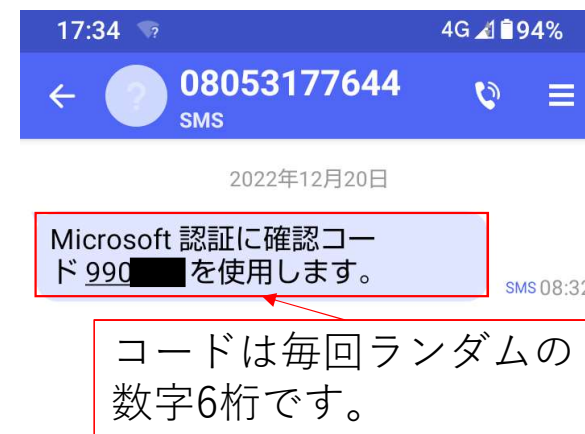 17:34 4G 94%
08053177644
SMS
2022年12月20日
Microsoft 認証に確認コー
ド 990 を使用します。
SMS 08:32
コードは毎回ランダムの
数字6桁です。